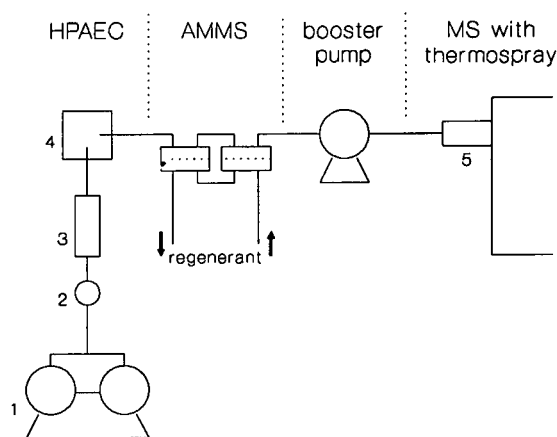 HPAEC
AMMS
booster
pump
MS with
thermospray
4
5
3
regenerant
2
1